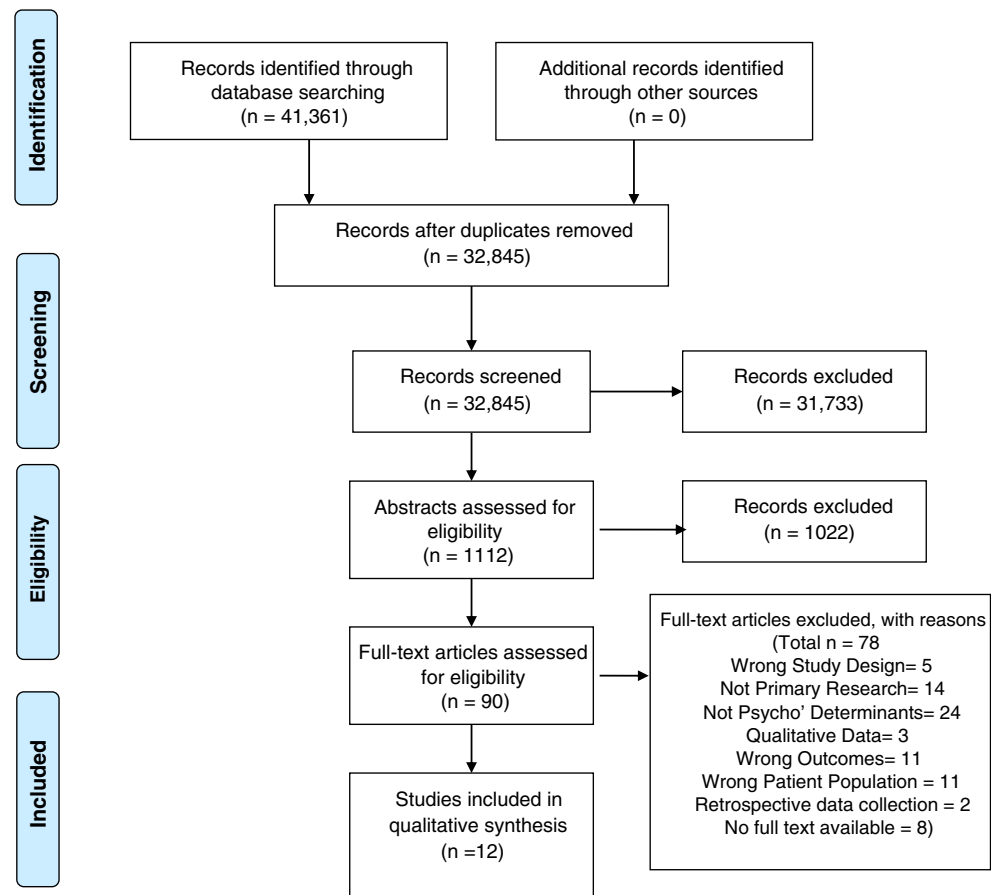 Identification
Records identified through
database searching
(n = 41,361)
Additional records identified
through other sources
(n = 0)
Records after duplicates removed
(n = 32,845)
Screening
Records screened
(n = 32,845)
Records excluded
(n = 31,733)
Eligibility
Abstracts assessed for
eligibility
(n = 1112)
Records excluded
(n = 1022)
Full-text articles assessed
for eligibility
(n = 90)
Full-text articles excluded, with reasons
(Total n = 78
Wrong Study Design= 5
Not Primary Research= 14
Not Psycho' Determinants= 24
Qualitative Data= 3
Wrong Outcomes= 11
Wrong Patient Population = 11
Retrospective data collection = 2
No full text available = 8)
Included
Studies included in
qualitative synthesis
(n =12)